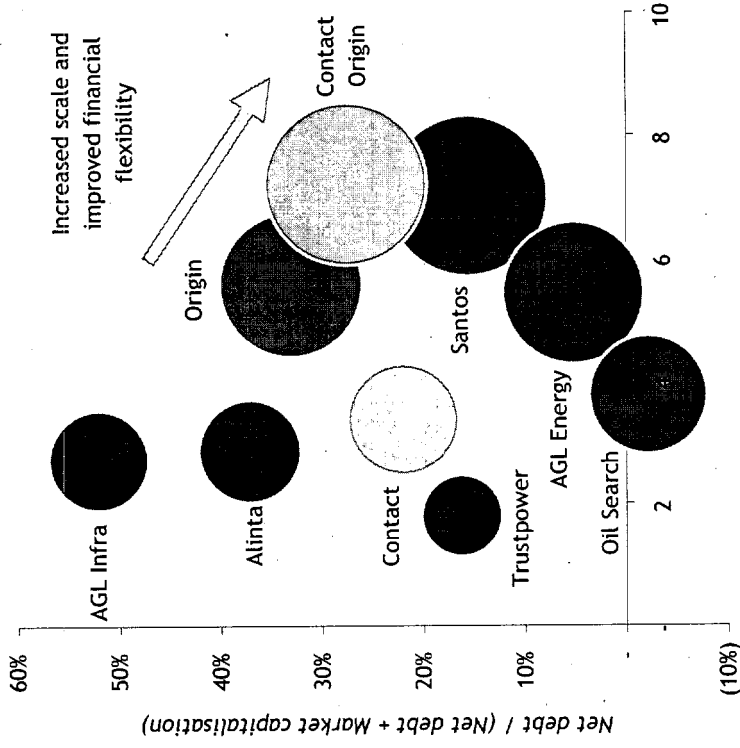 Increased scale and
improved financial
flexibility
Contact
Origin
Origin
Santos
AGL Energy
Oil Search
AGL Infra
Alinta
Contact
Trustpower
60%
50%
40%
30%
20%
10%
-
(10%)
Net debt / (Net debt + Market capitalisation)
-
2
6
8
10